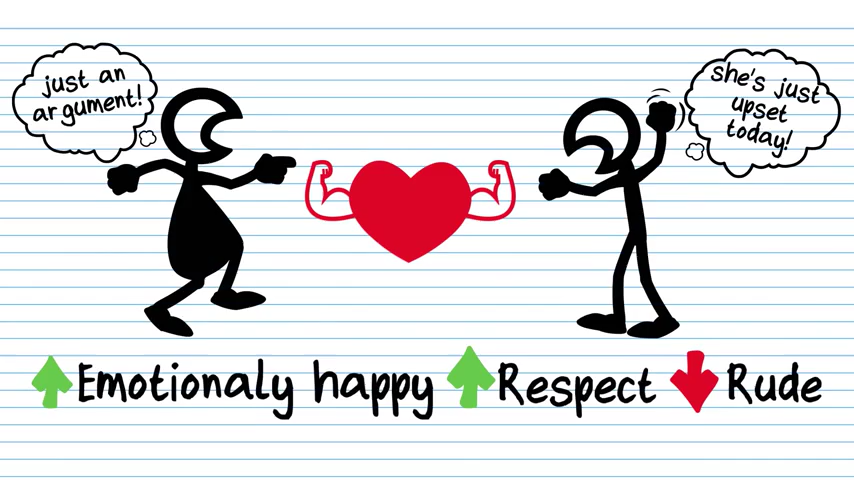 just an
argument!
she's just
upset
today!
Emotionaly happy Respect Rude